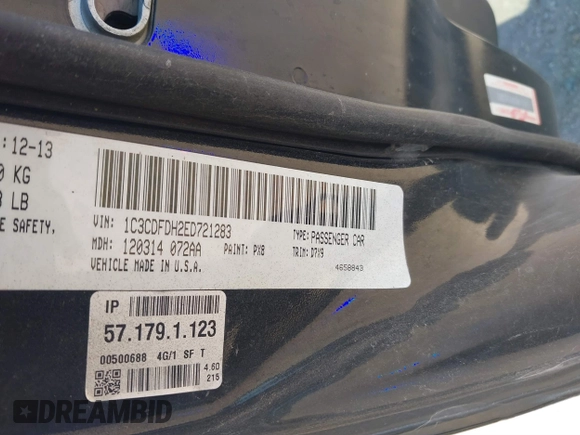 : 12-13
0 KG
LB
E SAFETY,
VIN: 1C3CDFDH2ED721283
TYPE: PASSENGER CAR
MDH: 120314 072AA PAINT: PX8 TRIM: D7X9
VEHICLE MADE IN U.S.A.
4658843
IP
57.179.1.123
00500688 4G/1 SF T
4.60
215
DREAMBID